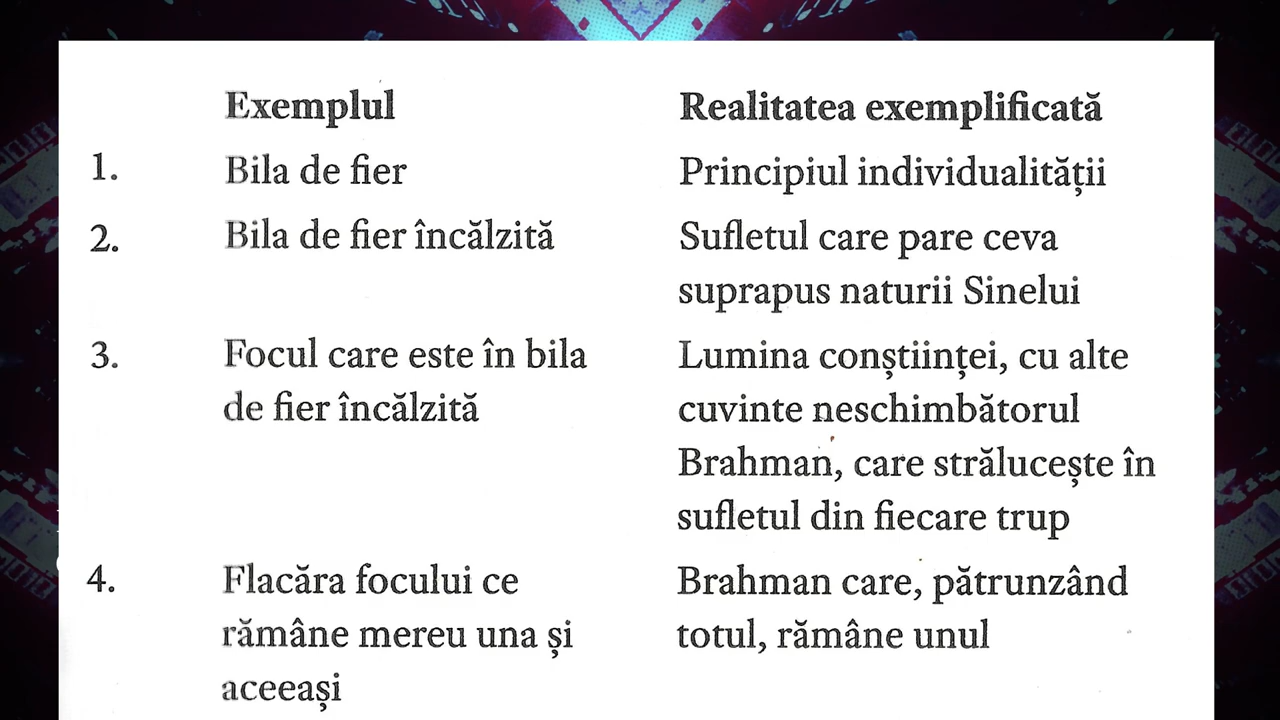 Exemplul Realitatea exemplificată
1. Bila de fier Principiul individualității
2. Bila de fier încălzită Sufletul care pare ceva
suprapus naturii Sinelui
3. Focul care este în bila Lumina conștiinței, cu alte
de fier încălzită cuvinte neschimbătorul
Brahman, care strălucește în
sufletul din fiecare trup
4. Flacăra focului ce Brahman care, pătrunzând
rămâne mereu una și totul, rămâne unul
aceeași